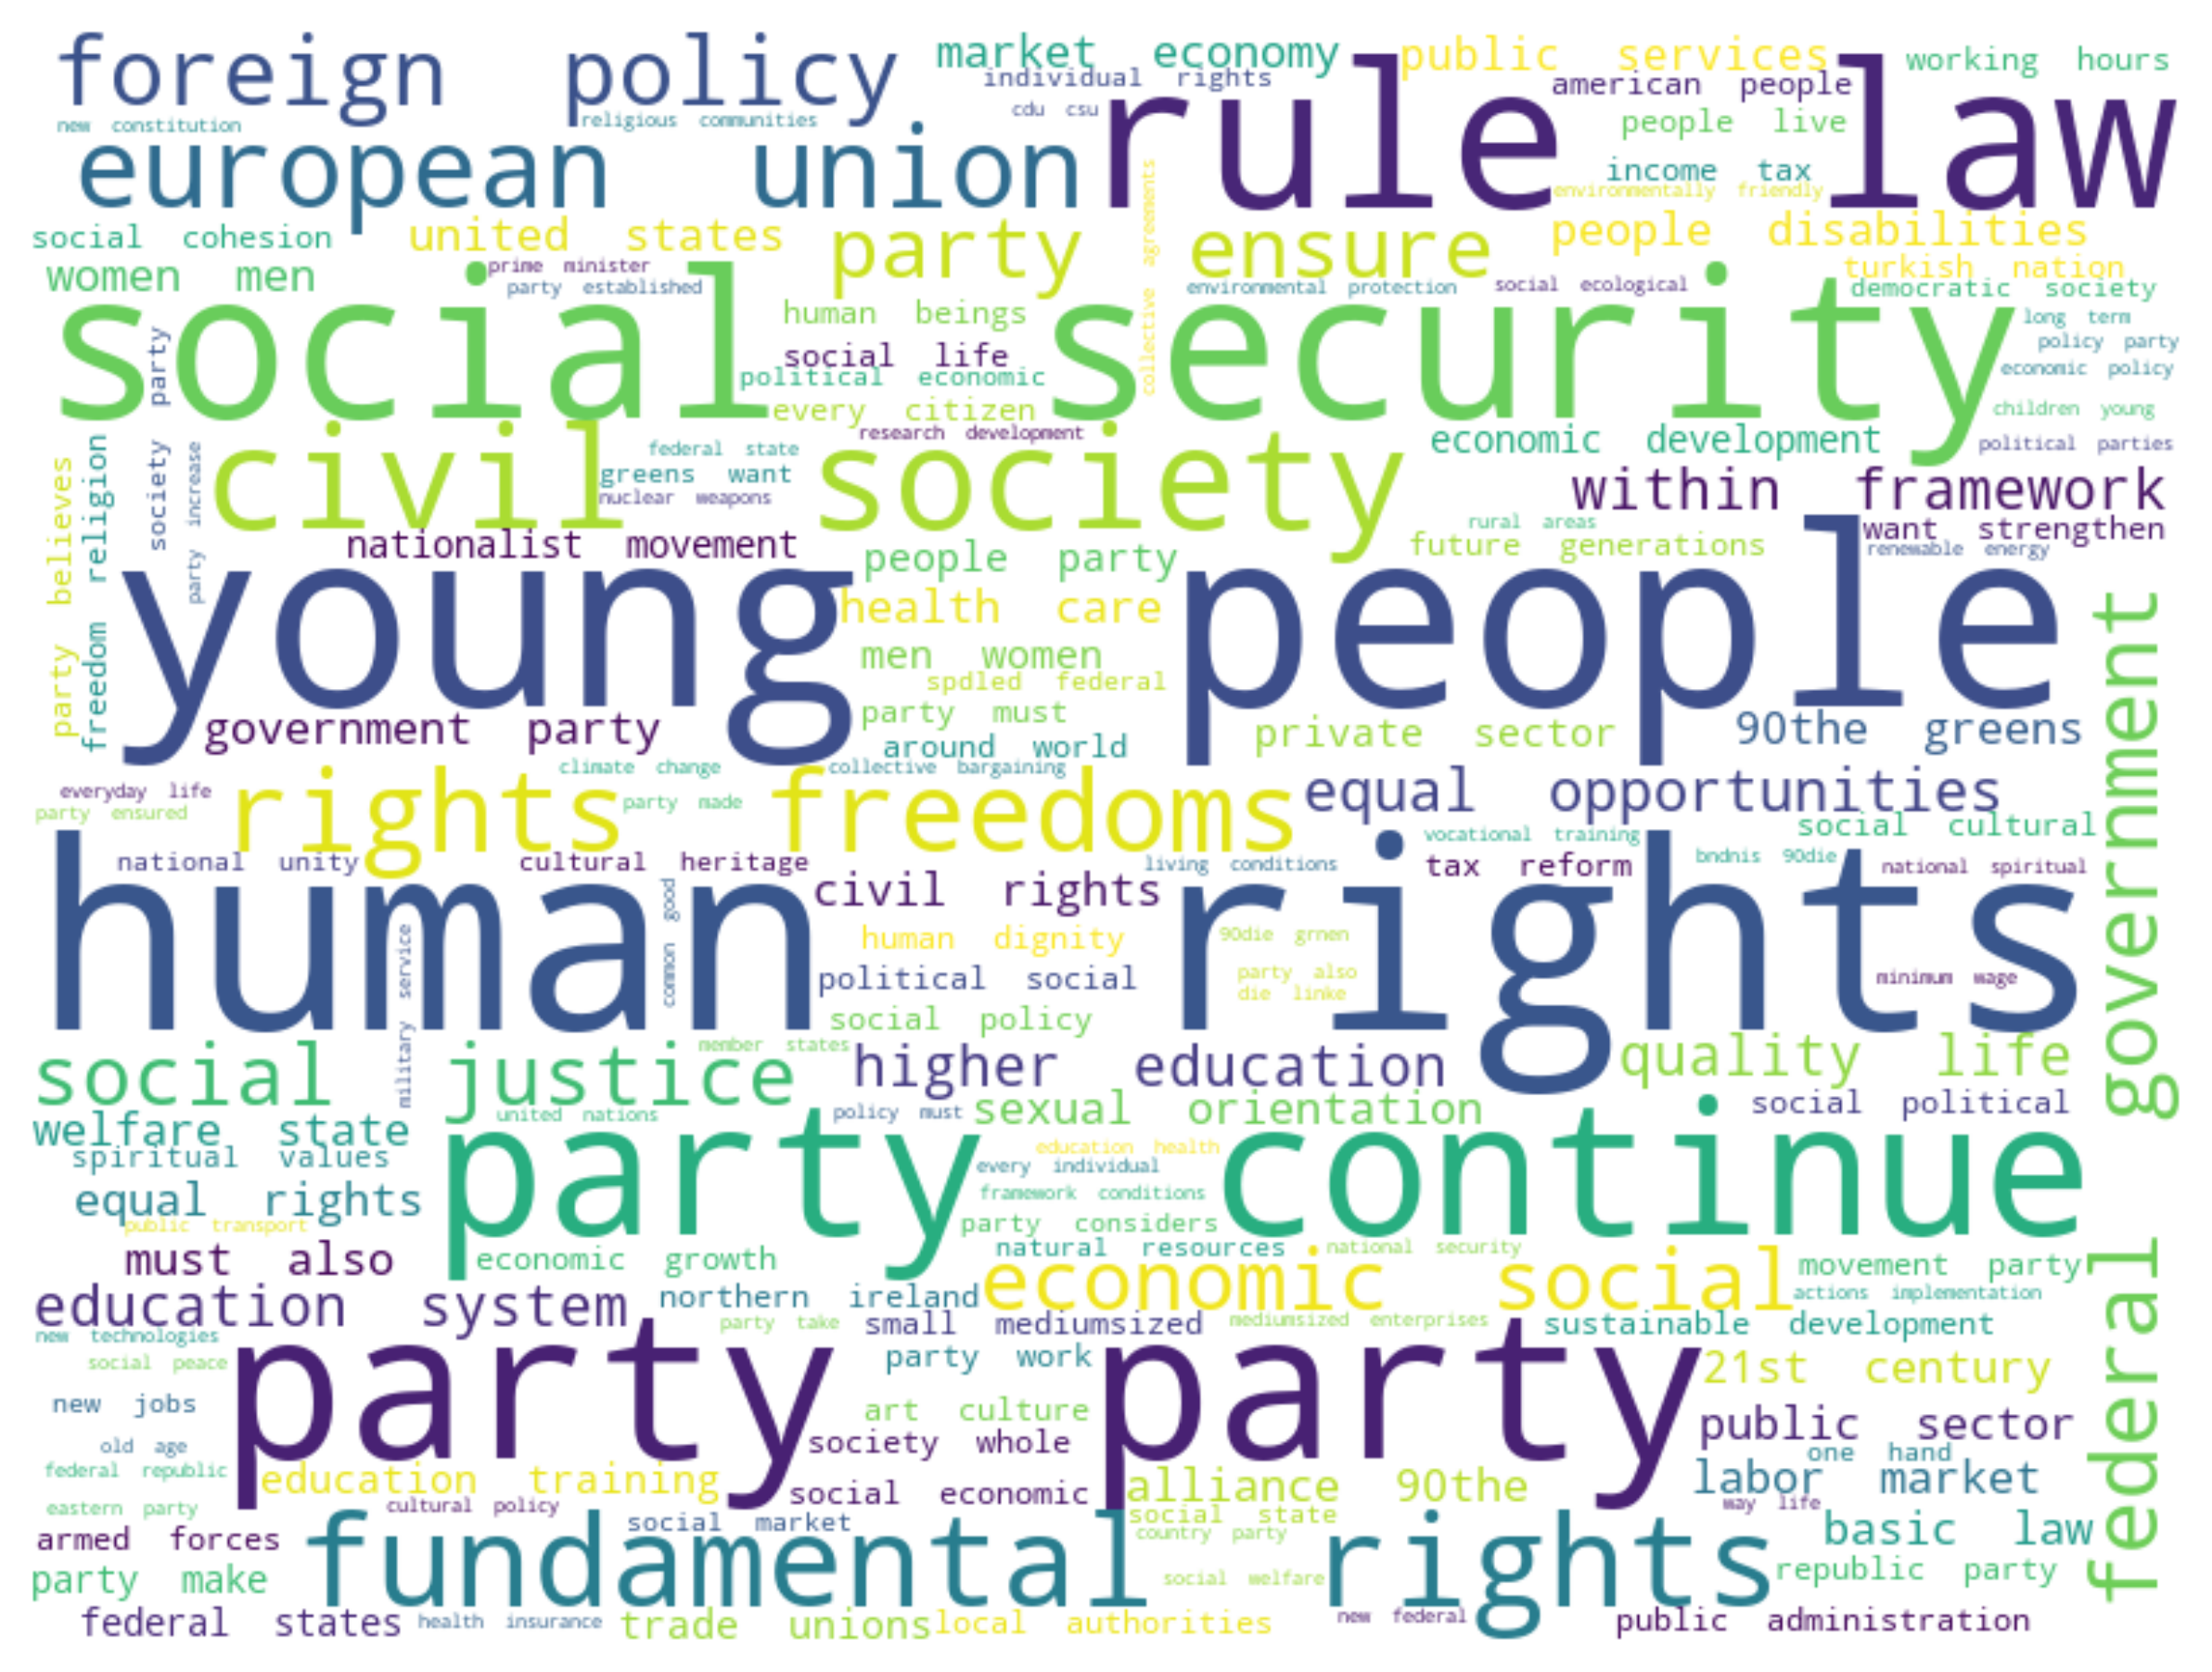 foreign policy
market economy
public services
working hours
individual rights
american people
new constitution
religious communities
cdu csu
rule law
people live
european union
income tax
environmentally friendly
social cohesion
united states
party ensure
people disabilities
women men
prime minister
turkish nation
party established
environmental protection
social ecological
democratic society
collective agreements
social security
human beings
long term
social life
policy party
political economic
economic policy
every citizen
children young
society party
research development
economic development
political parties
civil society
federal state
greens want
nuclear weapons
within framework
party believes
freedom religion
party increase
rural areas
want strengthen
nationalist movement
people party
future generations
renewable energy
young people
health care
men women
spdled federal
party must
government party
private sector
90the greens
around world
climate change
collective bargaining
everyday life
rights freedoms
equal opportunities
party ensured
party made
federal government
vocational training
social cultural
national unity
cultural heritage
living conditions
tax reform
bndnis 90die
national spiritual
human rights
civil rights
common good
military service
human dignity
90die grnen
political social
party also
minimum wage
die linke
social policy
social justice
member states
higher education
quality life
united nations
policy must
sexual orientation
social political
welfare state
party continue
spiritual values
education health
every individual
equal rights
framework conditions
public transport
party considers
must also
economic growth
natural resources
national security
movement party
economic social
education system
northern ireland
actions implementation
new technologies
party take
small mediumsized
mediumsized enterprises
sustainable development
social peace
party party
party work
21st century
new jobs
art culture
public sector
old age
society whole
one hand
federal republic
education training
alliance 90the
labor market
social economic
eastern party
cultural policy
way life
armed forces
fundamental rights
social market
social state
country party
basic law
party make
social welfare
republic party
federal states
health insurance
trade unions
local authorities
new federal
public administration